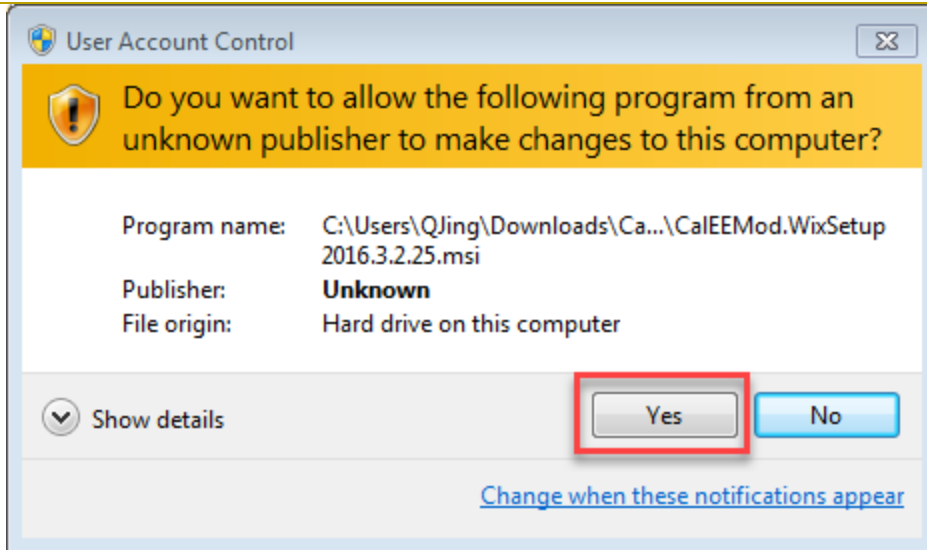 User Account Control
Do you want to allow the following program from an
unknown publisher to make changes to this computer?
Program name: C:\Users\QJing\Downloads\Ca...\CalEEMod.WixSetup
2016.3.2.25.msi
Publisher: Unknown
File origin: Hard drive on this computer
Show details Yes No
Change when these notifications appear